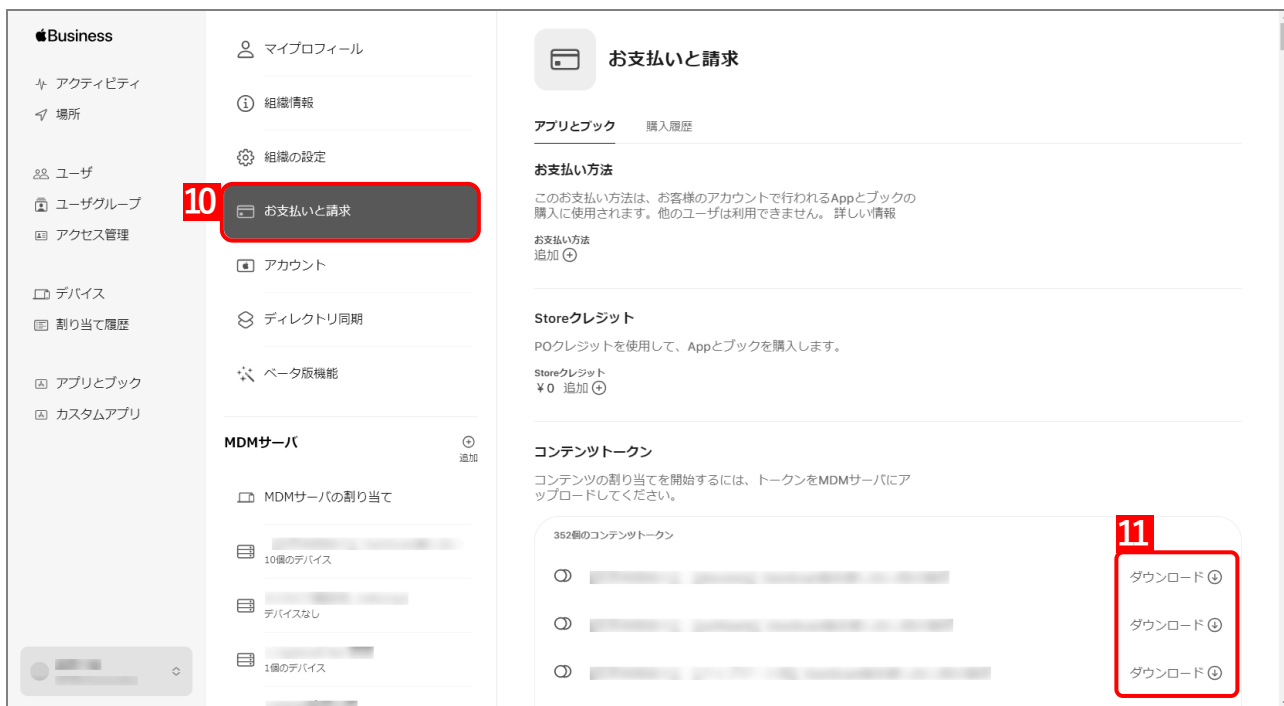 Business
アクティビティ
場所
ユーザ
ユーザグループ
アクセス管理
デバイス
割り当て履歴
アプリとブック
カスタムアプリ
マイプロフィール
組織情報
組織の設定
10
お支払いと請求
アカウント
ディレクトリ同期
ベータ版機能
MDMサーバ
追加
MDMサーバの割り当て
10個のデバイス
デバイスなし
1個のデバイス
お支払いと請求
アプリとブック 購入履歴
お支払い方法
このお支払い方法は、お客様のアカウントで行われるAppとブックの
購入に使用されます。他のユーザは利用できません。 詳しい情報
お支払い方法
追加
Storeクレジット
POクレジットを使用して、Appとブックを購入します。
Storeクレジット
¥0 追加
コンテンツトークン
コンテンツの割り当てを開始するには、トークンをMDMサーバにア
ップロードしてください。
352個のコンテンツトークン
11
ダウンロード
ダウンロード
ダウンロード